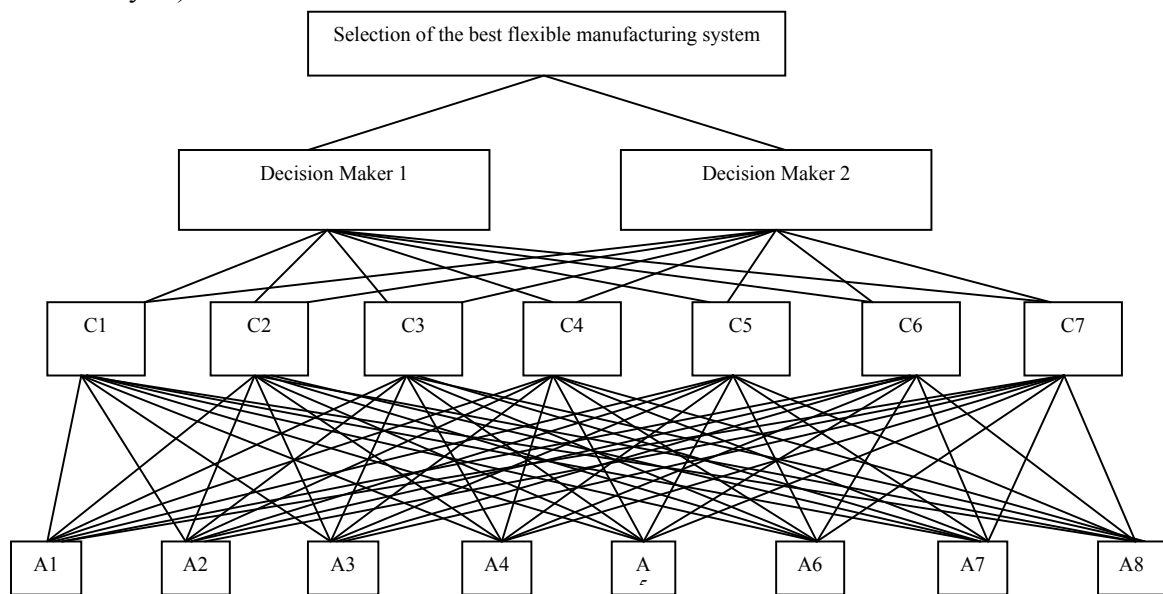 Selection of the best flexible manufacturing system
Decision Maker 1
Decision Maker 2
C1
C2
C3
C4
C5
C6
C7
A1
A2
A3
A4
A
A6
A7
A8